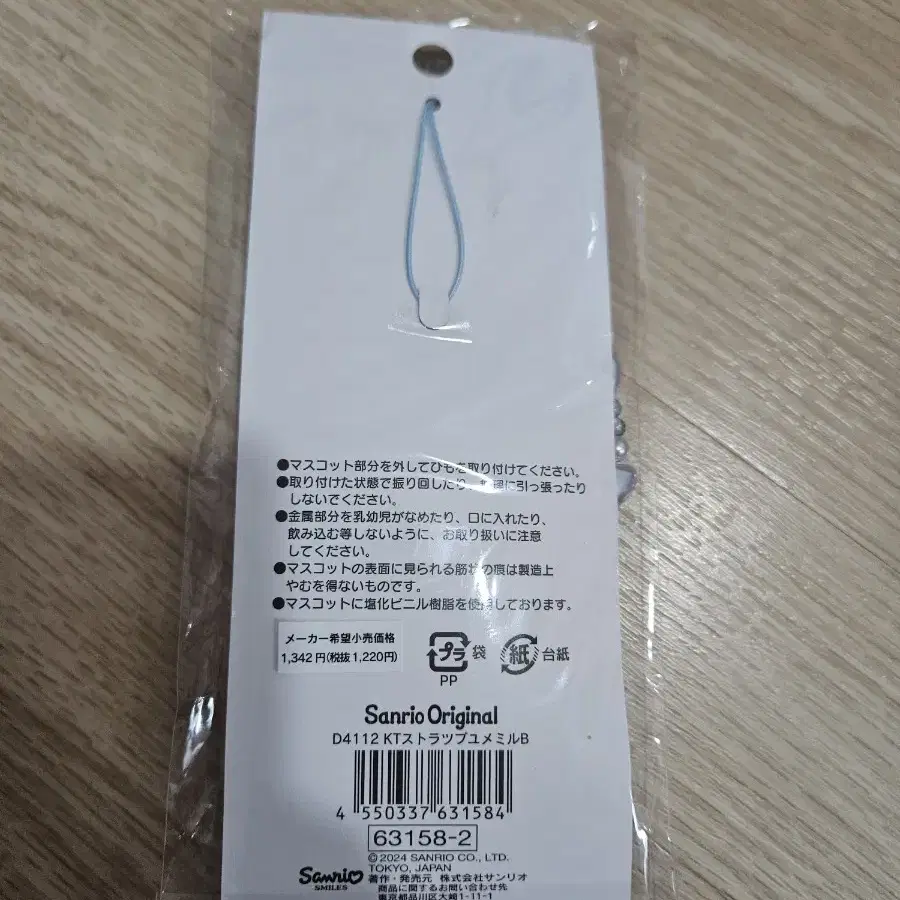 ●マスコット部分を外してひもを取り付けてください。
●取り付けた状態で振り回したり、無理に引っ張ったり
しないでください。
●金属部分を乳幼児がなめたり、口に入れたり、
飲み込む等しないように、お取り扱いに注意
してください。
●マスコットの表面に見られる筋状の痕は製造上
やむを得ないものです。
●マスコットに塩化ビニル樹脂を使用しております。
メーカー希望小売価格
1,342円(税抜1,220円)
プラ 袋 紙 台紙
PP
Sanrio Original
D4112 KTストラップユメミルB
4 550337 631584
63158-2
© 2024 SANRIO CO., LTD.
TOKYO, JAPAN
Sanrio
SMILES
著作・発売元 株式会社サンリオ
商品に関するお問い合わせ先
東京都品川区大崎1-11-1